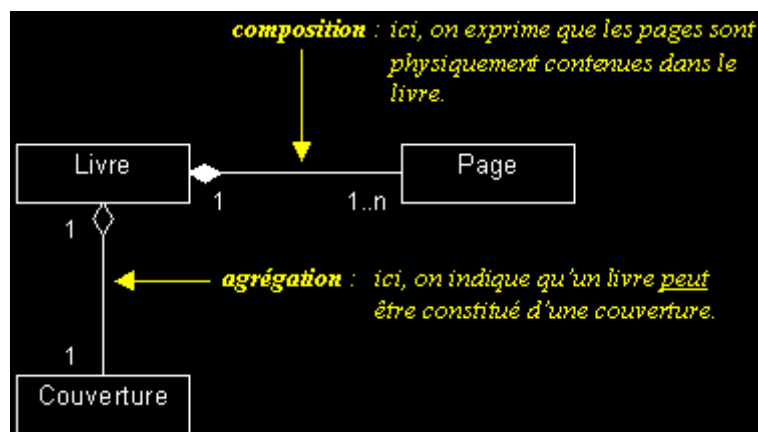 composition : ici, on exprime que les pages sont
physiquement contenues dans le
livre.
Livre
Page
1
1..n
1
agrégation : ici, on indique qu'un livre peut
être constitué d'une couverture.
1
Couverture